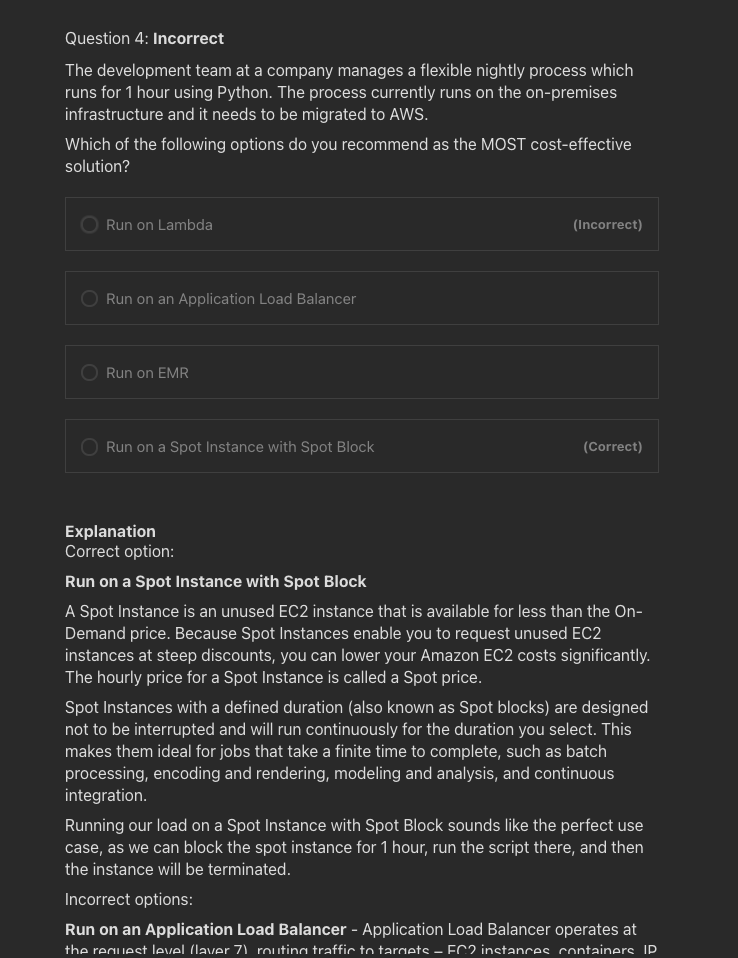 Question 4: Incorrect
The development team at a company manages a flexible nightly process which
runs for 1 hour using Python. The process currently runs on the on-premises
infrastructure and it needs to be migrated to AWS.
Which of the following options do you recommend as the MOST cost-effective
solution?
Run on Lambda (Incorrect)
Run on an Application Load Balancer
Run on EMR
Run on a Spot Instance with Spot Block (Correct)
Explanation
Correct option:
Run on a Spot Instance with Spot Block
A Spot Instance is an unused EC2 instance that is available for less than the On-
Demand price. Because Spot Instances enable you to request unused EC2
instances at steep discounts, you can lower your Amazon EC2 costs significantly.
The hourly price for a Spot Instance is called a Spot price.
Spot Instances with a defined duration (also known as Spot blocks) are designed
not to be interrupted and will run continuously for the duration you select. This
makes them ideal for jobs that take a finite time to complete, such as batch
processing, encoding and rendering, modeling and analysis, and continuous
integration.
Running our load on a Spot Instance with Spot Block sounds like the perfect use
case, as we can block the spot instance for 1 hour, run the script there, and then
the instance will be terminated.
Incorrect options:
Run on an Application Load Balancer - Application Load Balancer operates at
the request level (layer 7), routing traffic to targets – EC2 instances, containers, IP